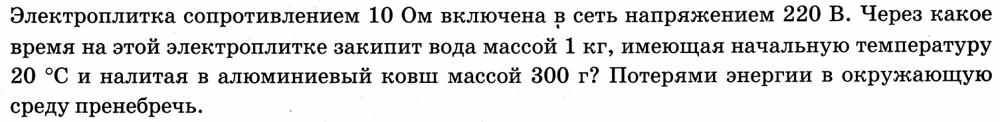 Электроплитка сопротивлением 10 Ом включена в сеть напряжением 220 В. Через какое
время на этой электроплитке закипит вода массой 1 кг, имеющая начальную температуру
20 °С и налитая в алюминиевый ковш массой 300 г? Потерями энергии в окружающую
среду пренебречь.